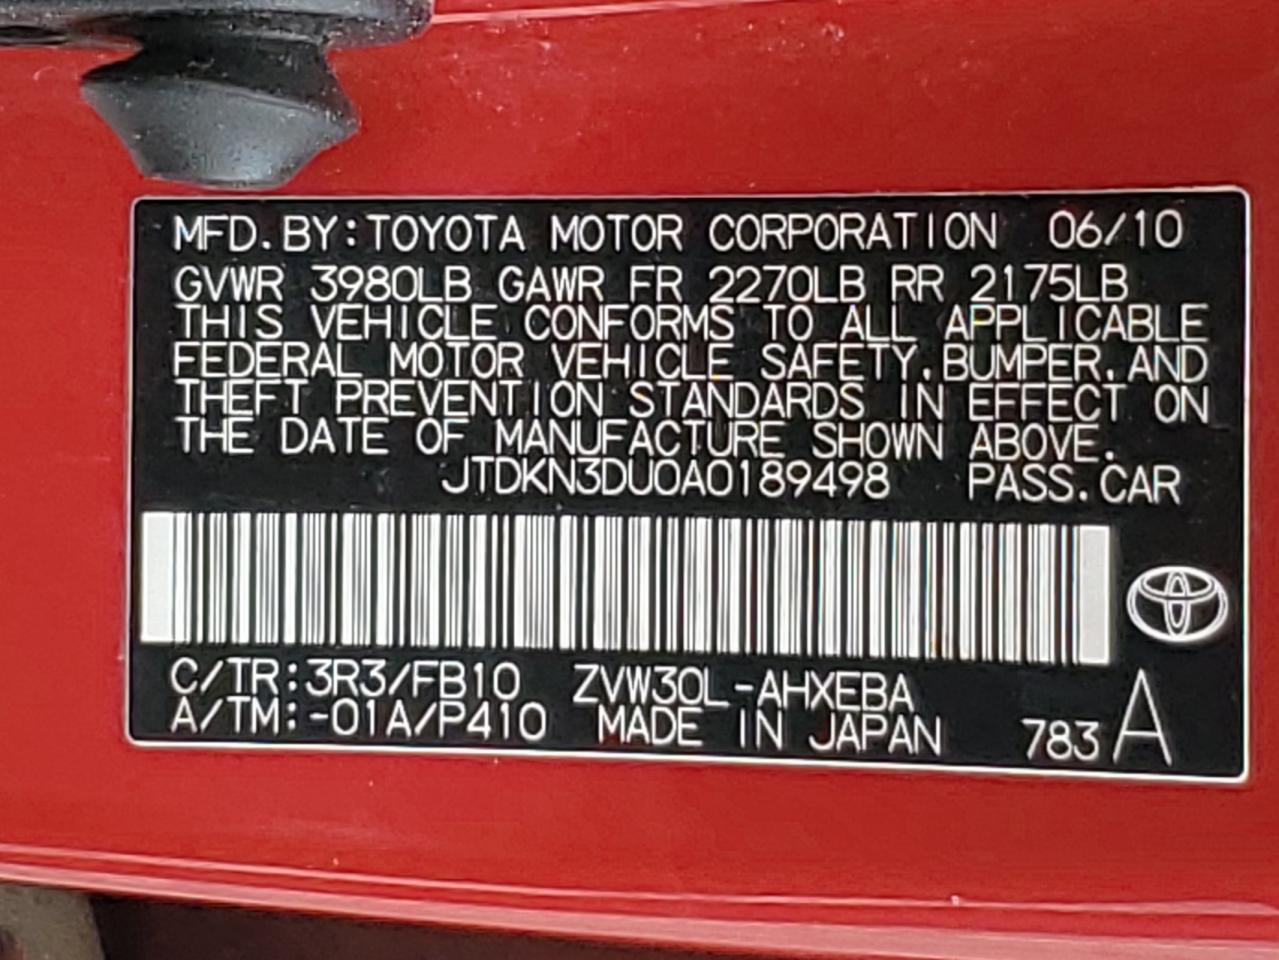 MFD.BY:TOYOTA MOTOR CORPORATION 06/10
GVWR 3980LB GAWR FR 2270LB RR 2175LB
THIS VEHICLE CONFORMS TO ALL APPLICABLE
FEDERAL MOTOR VEHICLE SAFETY,BUMPER,AND
THEFT PREVENTION STANDARDS IN EFFECT ON
THE DATE OF MANUFACTURE SHOWN ABOVE.
JTDKN3DU0A0189498 PASS.CAR
C/TR:3R3/FB10 ZVW30L-AHXEBA
A/TM:-01A/P410 MADE IN JAPAN 783 A